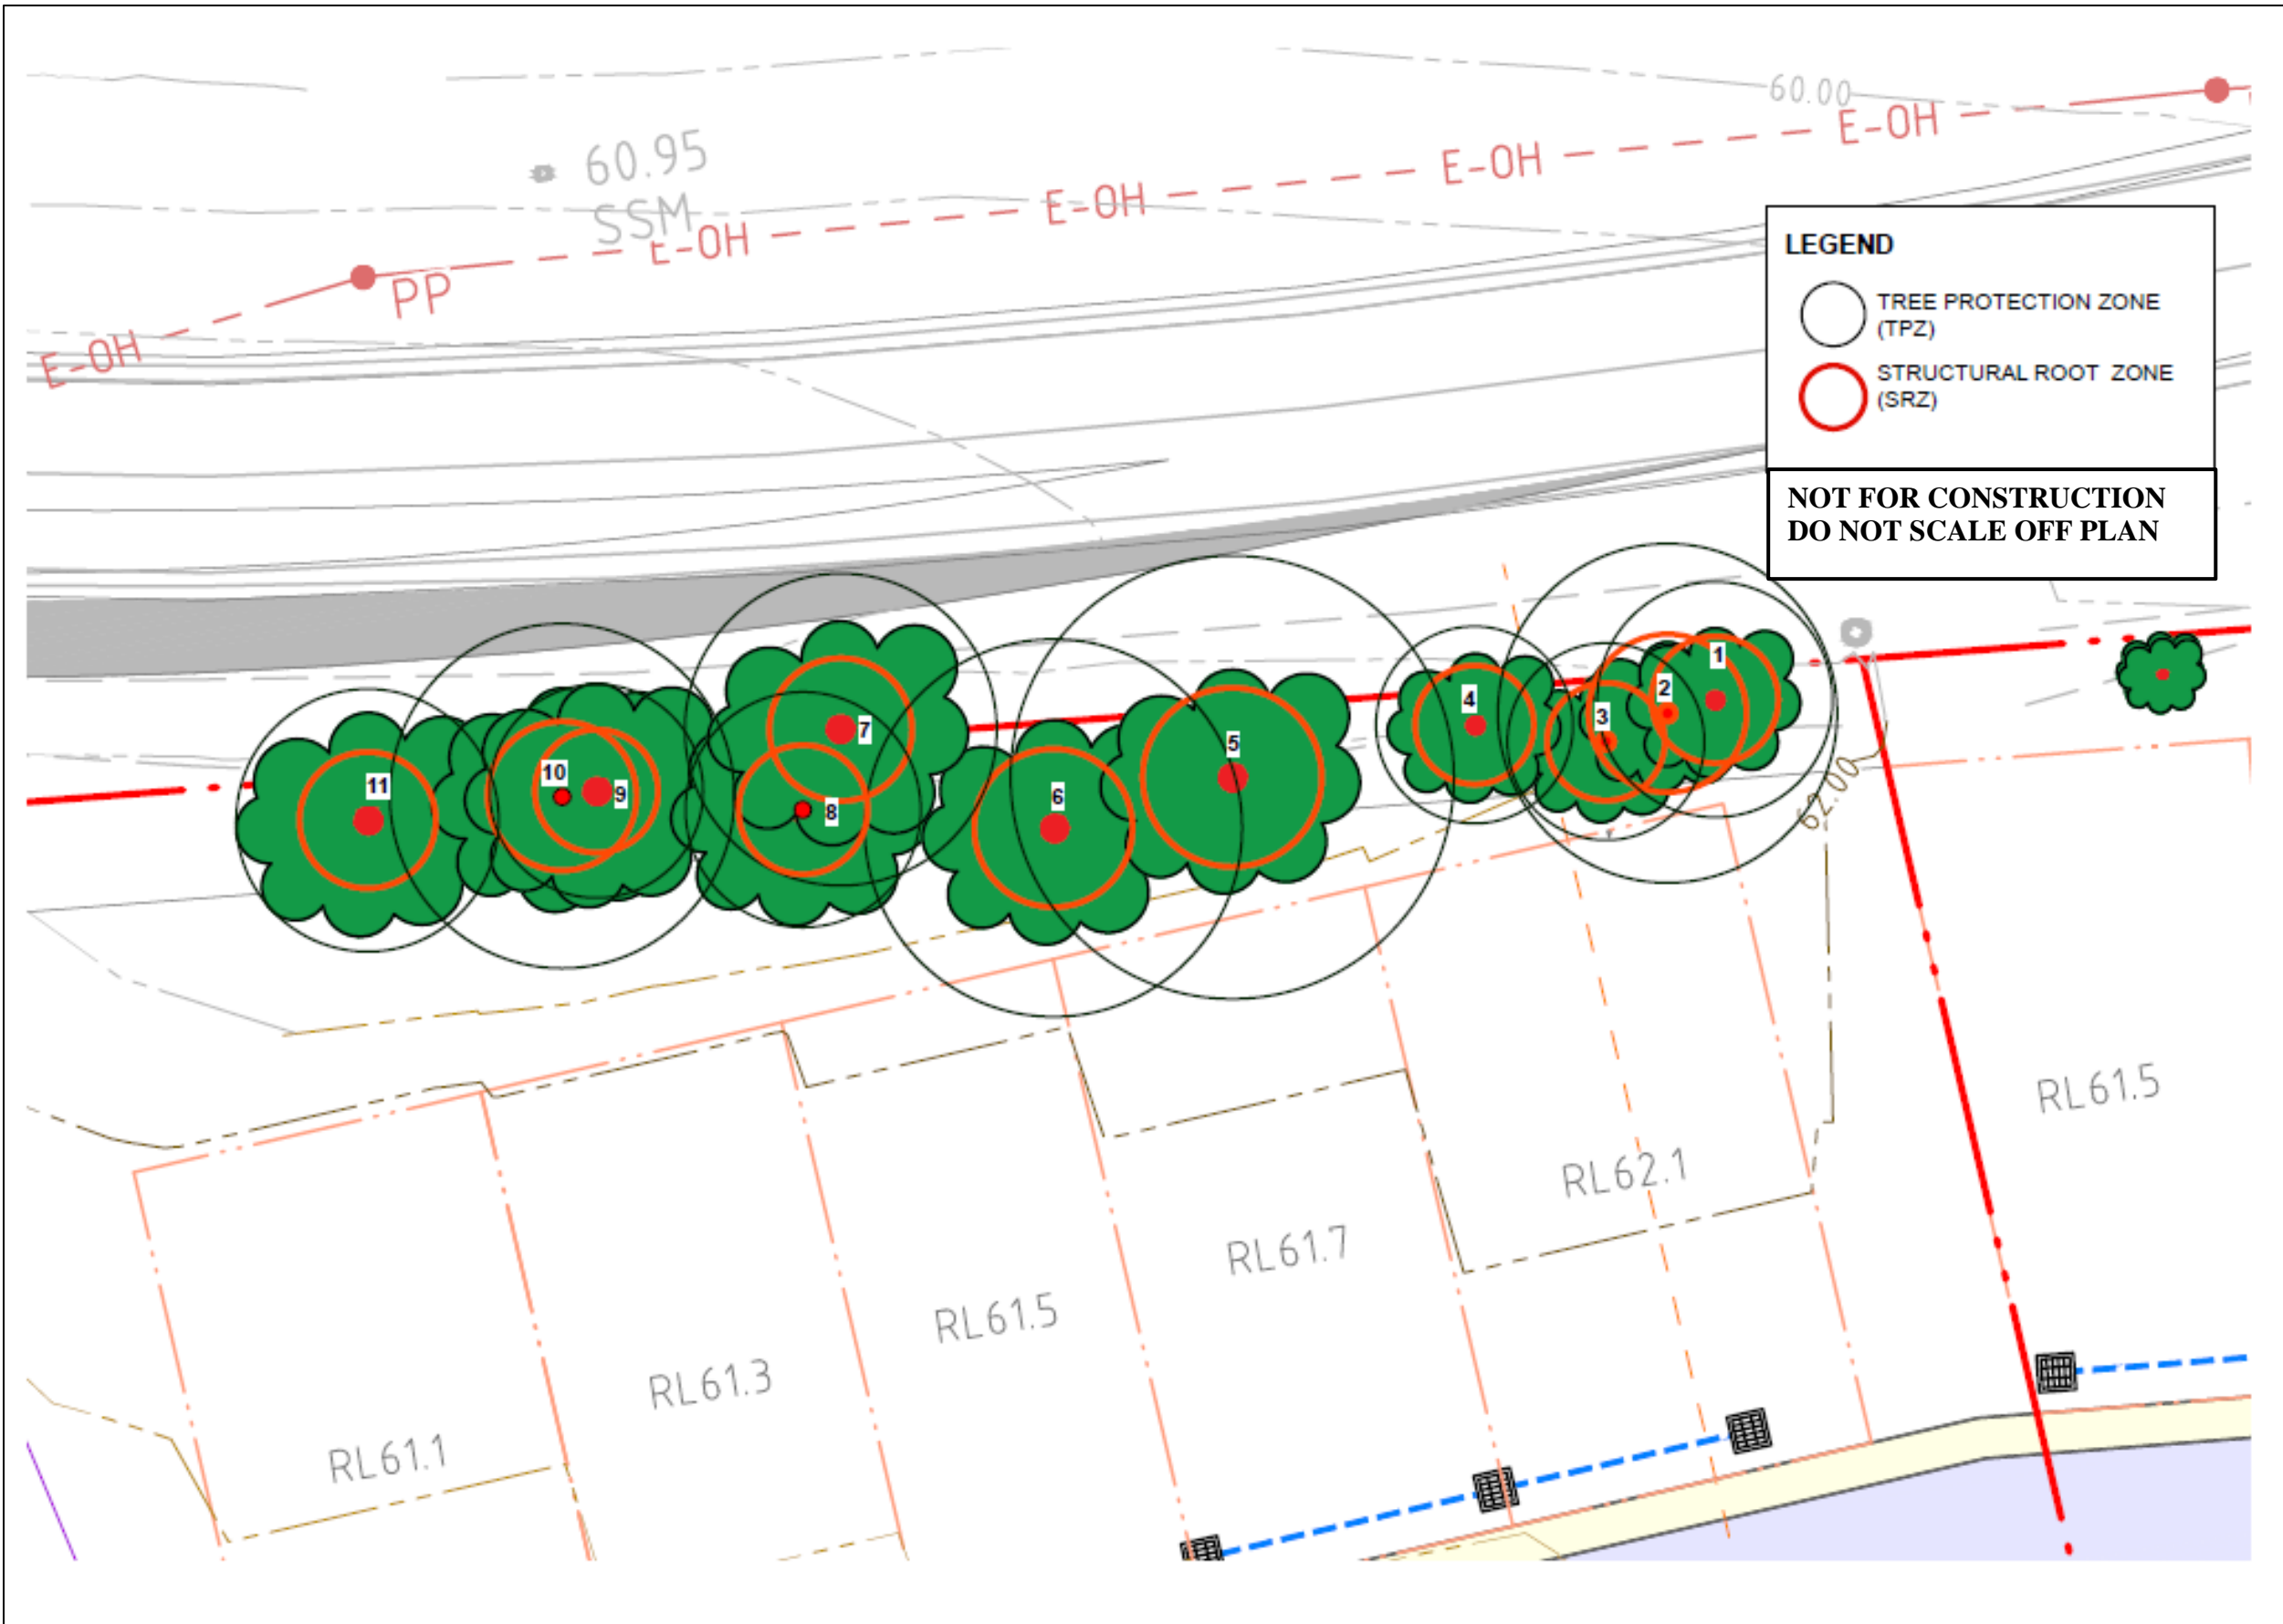 60.00
E-OH
60.95
E-OH
SSM
E-OH
E-OH
PP
E-OH
LEGEND
TREE PROTECTION ZONE
(TPZ)
STRUCTURAL ROOT ZONE
(SRZ)
NOT FOR CONSTRUCTION
DO NOT SCALE OFF PLAN
1
2
4
3
7
5
10
9
11
8
6
62.00
RL61.5
RL62.1
RL61.7
RL61.5
RL61.3
RL61.1